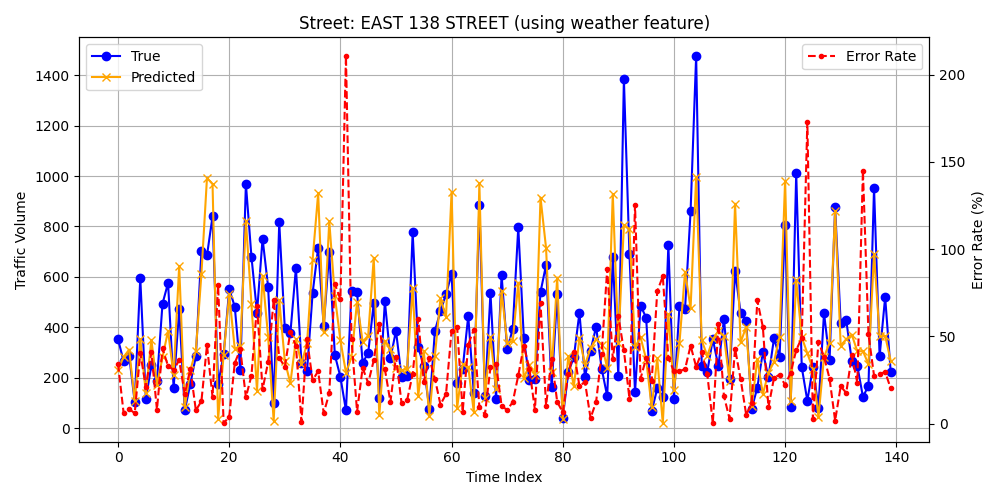 Street: EAST 138 STREET (using weather feature)
True
Predicted
Error Rate
Traffic Volume
1400
1200
1000
800
600
400
200
0
200
150
100
50
0
Error Rate (%)
0 20 40 60 80 100 120 140
Time Index